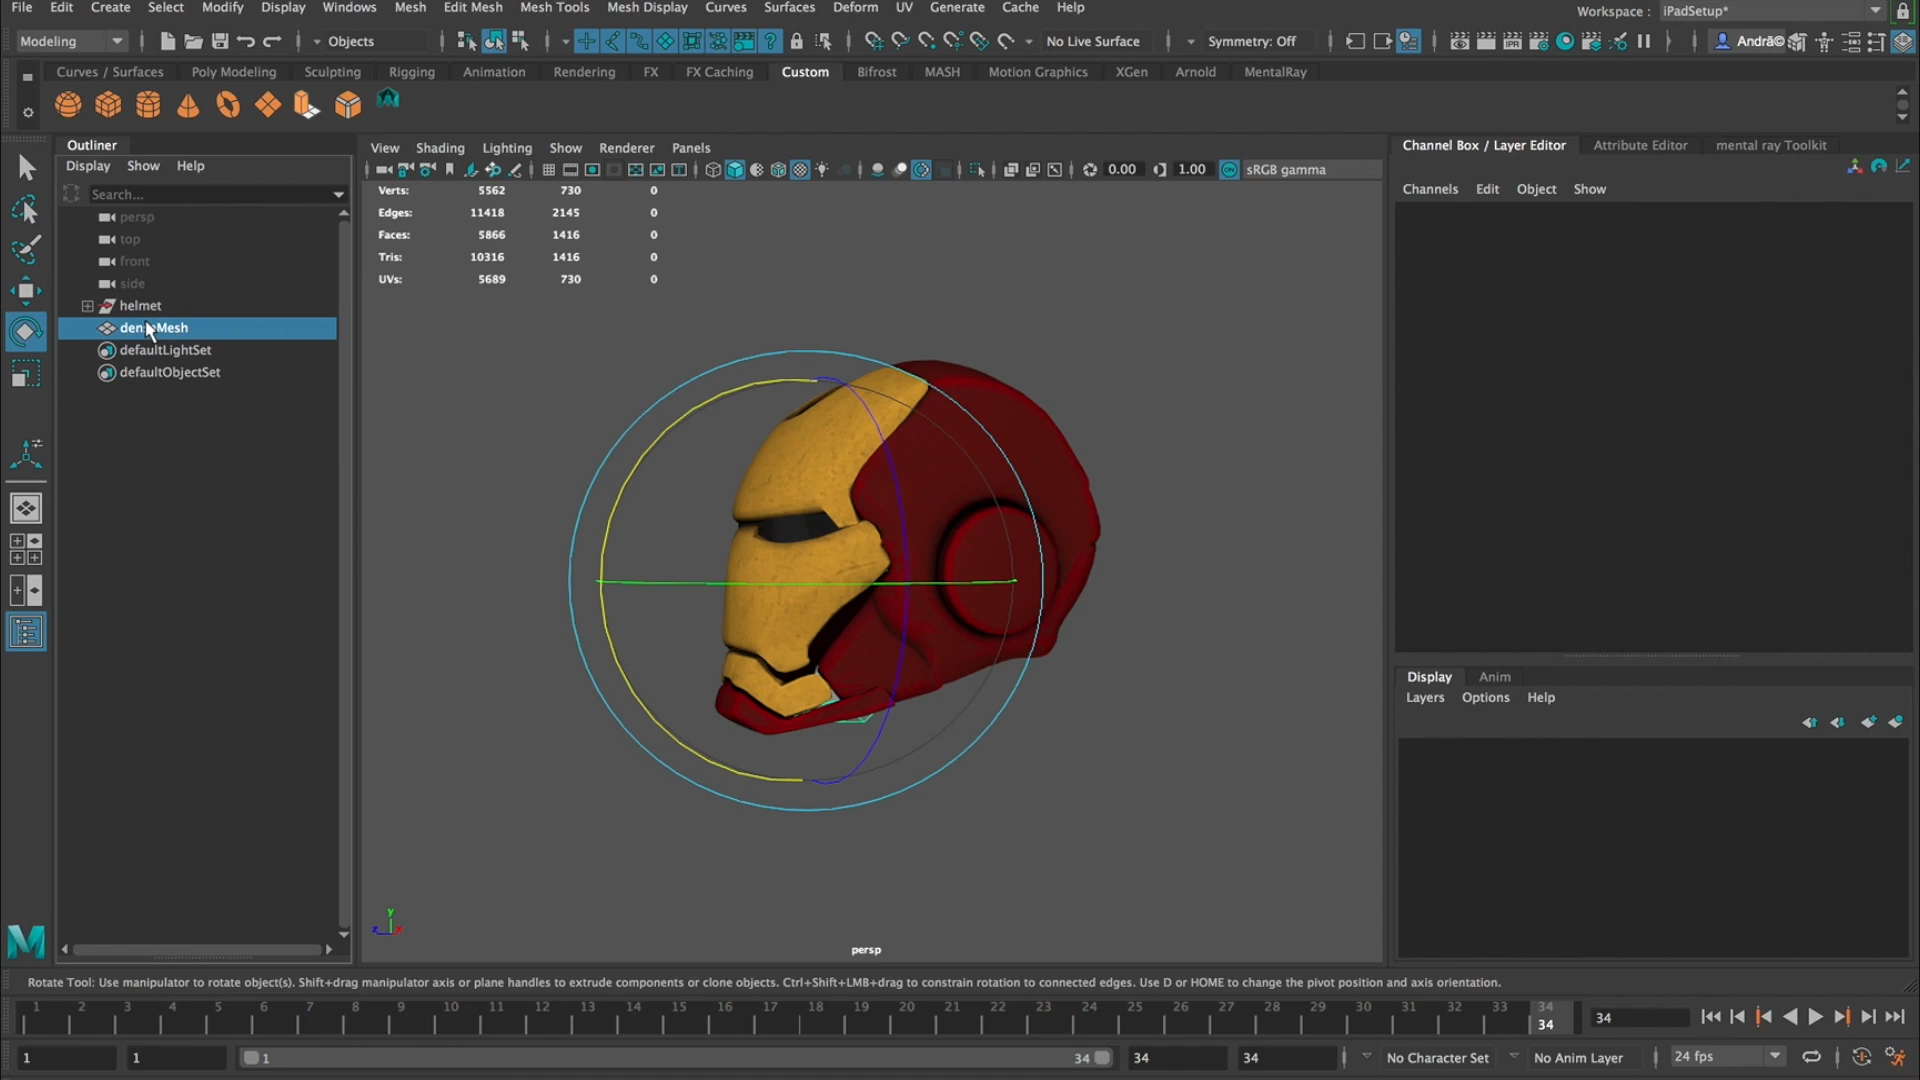 File Edit Create Select Modify Display Windows Mesh Edit Mesh Mesh Tools Mesh Display Curves Surfaces Deform UV Generate Cache Help Workspace : iPadSetup*
Modeling Objects No Live Surface Symmetry: Off IPR
Curves / Surfaces Poly Modeling Sculpting Rigging Animation Rendering FX FX Caching Custom Bifrost MASH Motion Graphics XGen Arnold MentalRay
Outliner
Display Show Help
Search...
persp
top
front
side
helmet
defaultLightSet
defaultObjectSet
View Shading Lighting Show Renderer Panels
0.00 1.00 sRGB gamma
Verts: 5562 730 0
Edges: 11418 2145 0
Faces: 5866 1416 0
Tris: 10316 1416 0
UVs: 5689 730 0
y
z x
persp
Channel Box / Layer Editor Attribute Editor mental ray Toolkit
Channels Edit Object Show
Display Anim
Layers Options Help
M
Rotate Tool: Use manipulator to rotate object(s). Shift+drag manipulator axis or plane handles to extrude components or clone objects. Ctrl+Shift+LMB+drag to constrain rotation to connected edges. Use D or HOME to change the pivot position and axis orientation.
1 2 3 4 5 6 7 8 9 10 11 12 13 14 15 16 17 18 19 20 21 22 23 24 25 26 27 28 29 30 31 32 33 34
34 34
1 1 1 34 34 34 No Character Set No Anim Layer 24 fps